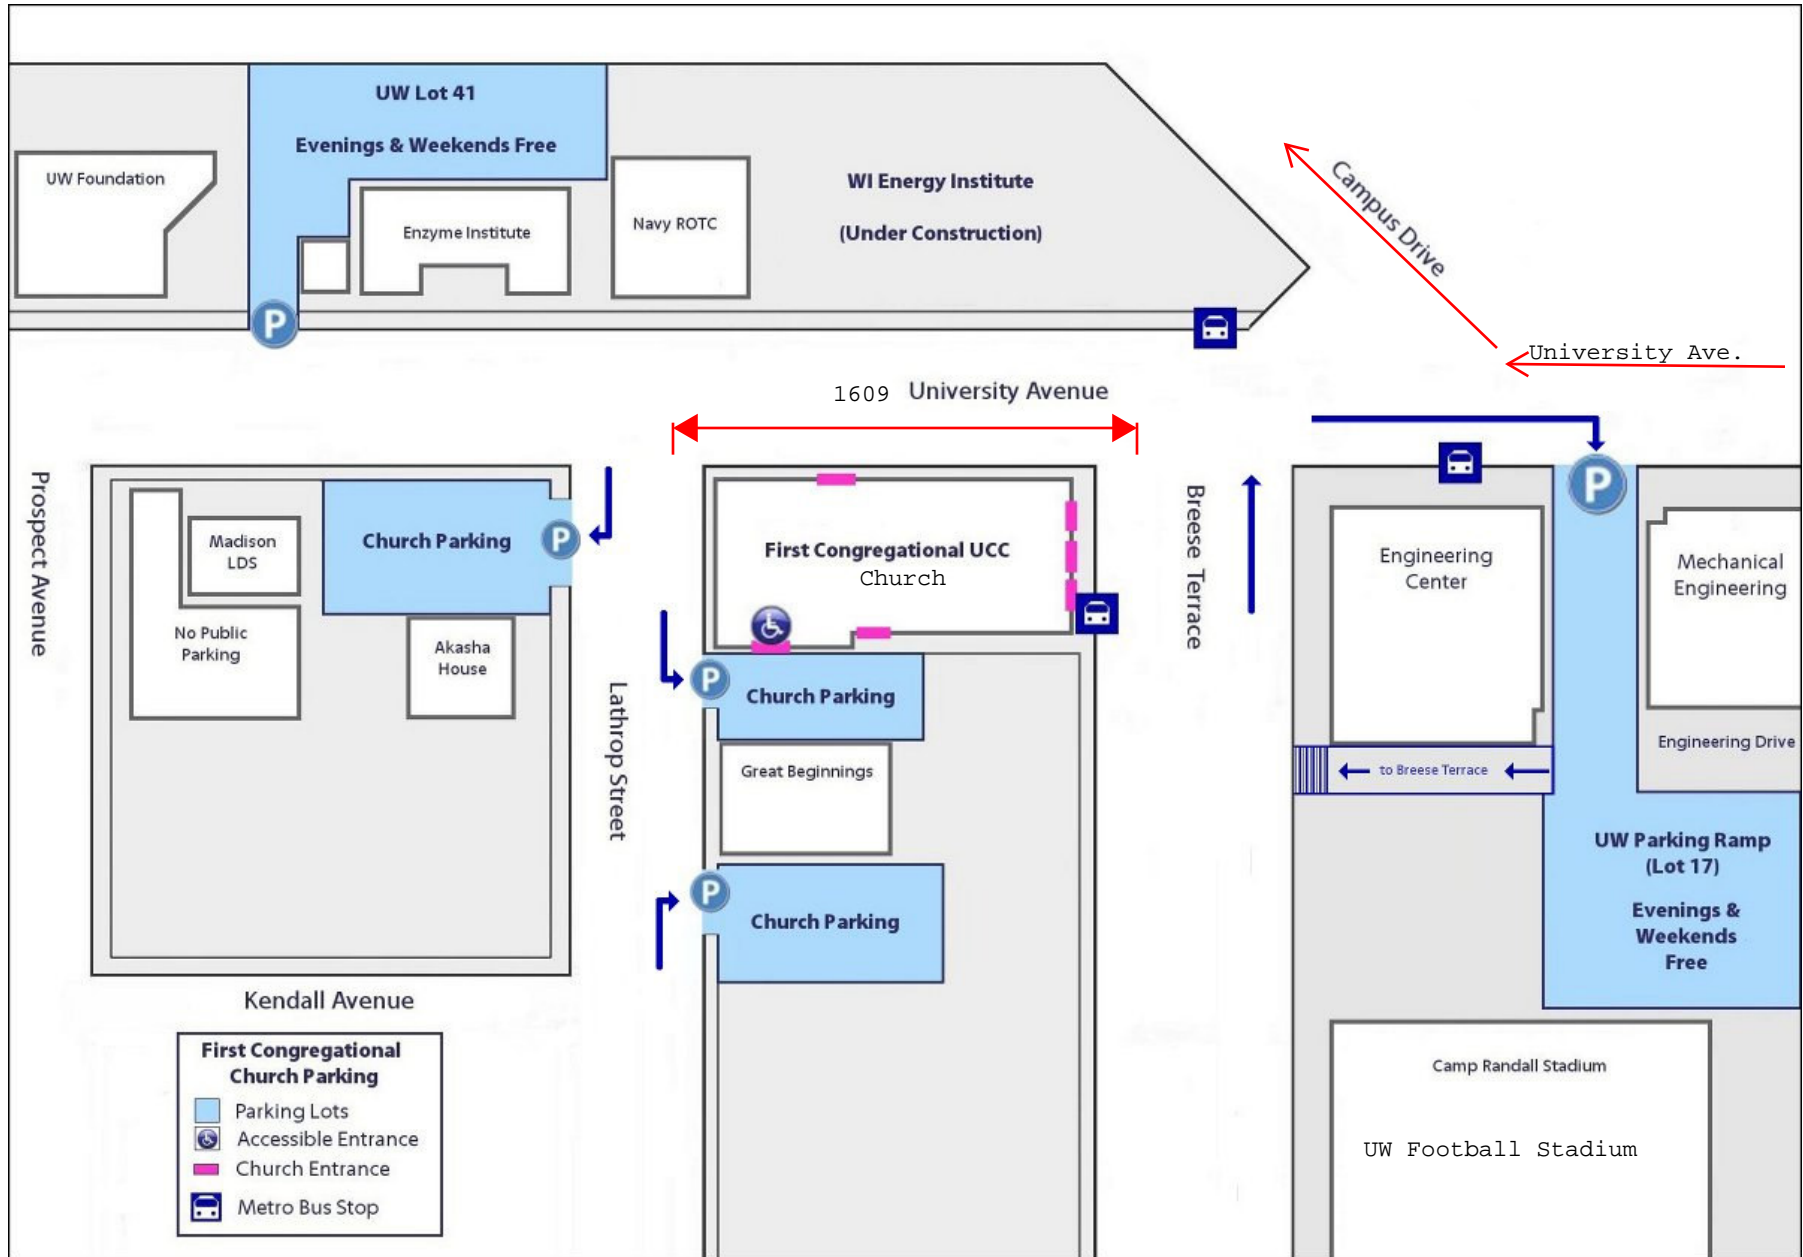 UW Lot 41
Evenings & Weekends Free
UW Foundation
Enzyme Institute
Navy ROTC
WI Energy Institute
(Under Construction)
Campus Drive
University Ave.
P
1609 University Avenue
Prospect Avenue
Madison
LDS
Church Parking
P
No Public
Parking
Akasha
House
Lathrop Street
First Congregational UCC
Church
P
Church Parking
Great Beginnings
P
Church Parking
Breese Terrace
P
Engineering
Center
Mechanical
Engineering
Engineering Drive
to Breese Terrace
UW Parking Ramp
(Lot 17)
Evenings &
Weekends
Free
Camp Randall Stadium
UW Football Stadium
Kendall Avenue
First Congregational
Church Parking
Parking Lots
Accessible Entrance
Church Entrance
Metro Bus Stop